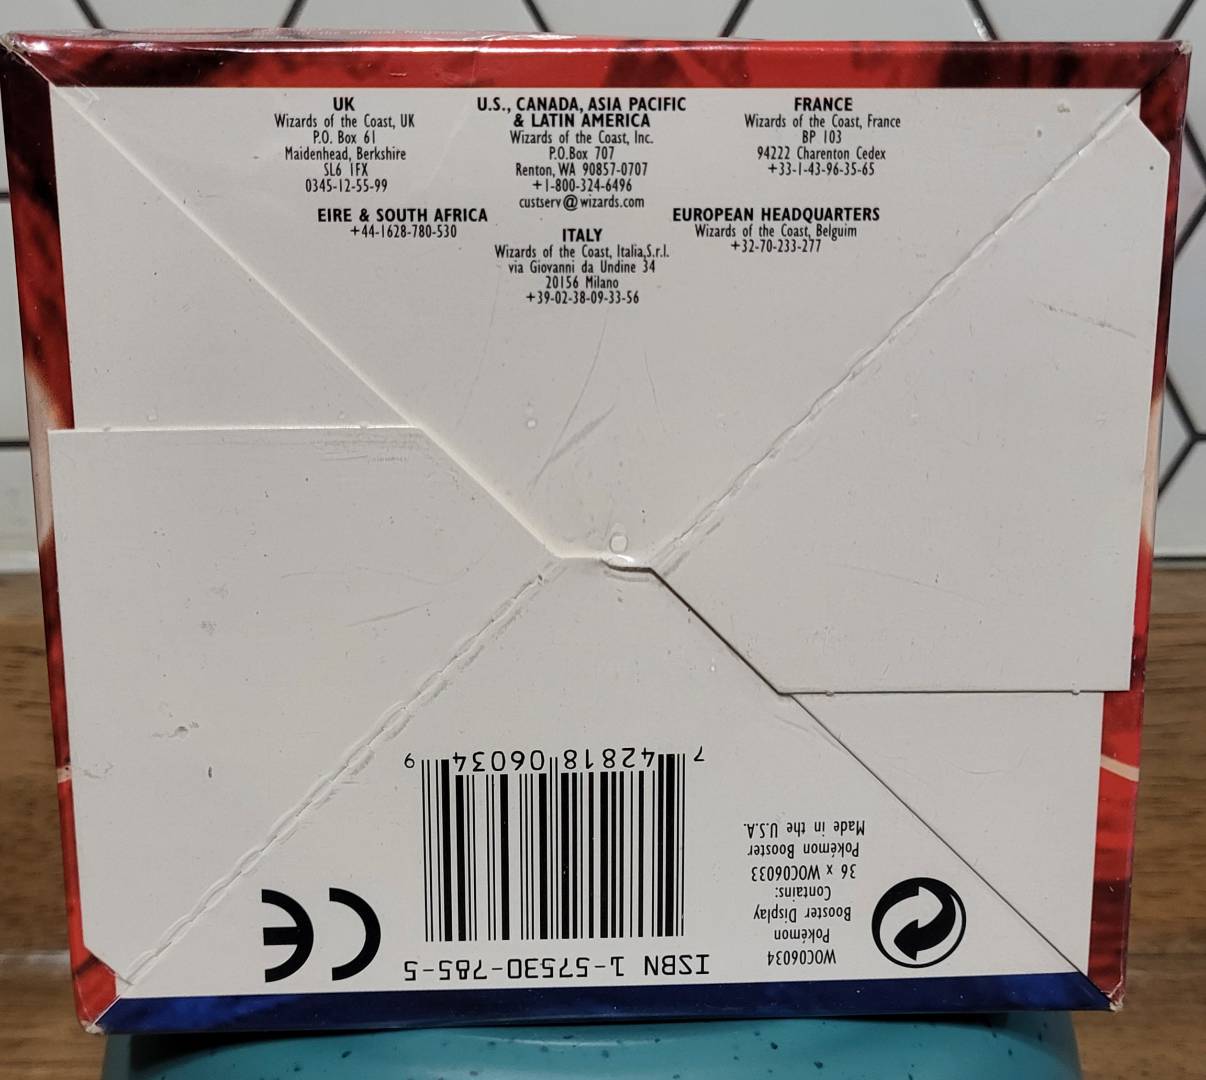 UK
Wizards of the Coast, UK
P.O. Box 61
Maidenhead, Berkshire
SL6 1FX
0345-12-55-99
U.S., CANADA, ASIA PACIFIC
& LATIN AMERICA
Wizards of the Coast, Inc.
P.O.Box 707
Renton, WA 90857-0707
+1-800-324-6496
custserv@wizards.com
FRANCE
Wizards of the Coast, France
BP 103
94222 Charenton Cedex
+33-1-43-96-35-65
EIRE & SOUTH AFRICA
+44-1628-780-530
ITALY
Wizards of the Coast, Italia,S.r.l.
via Giovanni da Undine 34
20156 Milano
+39-02-38-09-33-56
EUROPEAN HEADQUARTERS
Wizards of the Coast, Belguim
+32-70-233-277
WOC06034
Pokémon
Booster Display
Contains:
36 x WOC06033
Pokémon Booster
Made in the U.S.A.
ISBN 1-57530-785-5
7 42818 06034 9
CE